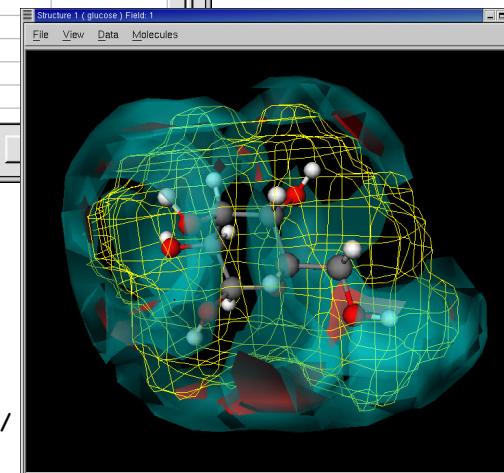 Structure 1 ( glucose ) Field: 1
File View Data Molecules
/